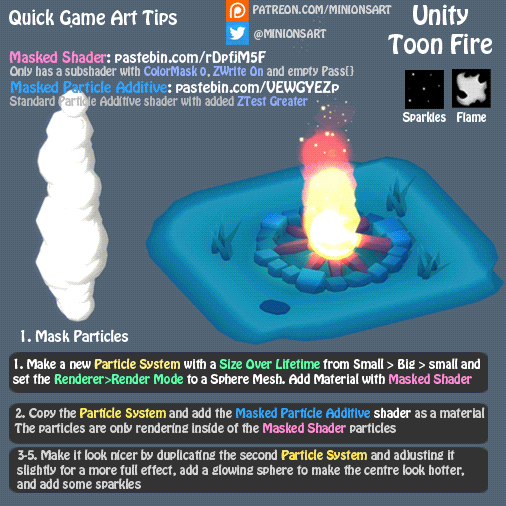 Quick Game Art Tips
PATREON.COM/MINIONSART
@MINIONSART
Unity
Toon Fire
Masked Shader: pastebin.com/rDpfiM5F
Only has a subshader with ColorMask 0, ZWrite On and empty Pass{}
Masked Particle Additive: pastebin.com/VEWGYEZp
Standard Particle Additive shader with added ZTest Greater
Sparkles
Flame
1. Mask Particles
1. Make a new Particle System with a Size Over Lifetime from Small > Big > small and
set the Renderer>Render Mode to a Sphere Mesh. Add Material with Masked Shader
2. Copy the Particle System and add the Masked Particle Additive shader as a material
The particles are only rendering inside of the Masked Shader particles
3-5. Make it look nicer by duplicating the second Particle System and adjusting it
slightly for a more full effect, add a glowing sphere to make the centre look hotter,
and add some sparkles